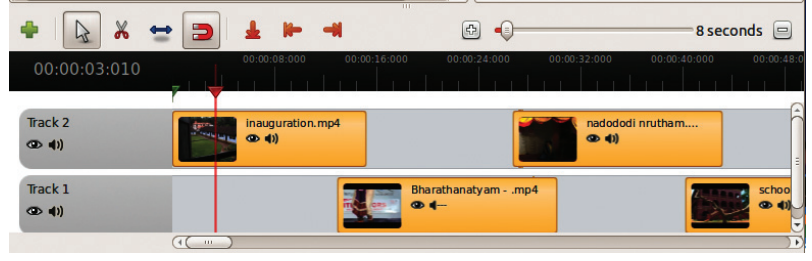 8 seconds
00:00:03:010
00:00:08:000 00:00:16:000 00:00:24:000 00:00:32:000 00:00:40:000 00:00:48:0
Track 2
inauguration.mp4
nadododi nrutham....
Track 1
Bharathanatyam - .mp4
schoo